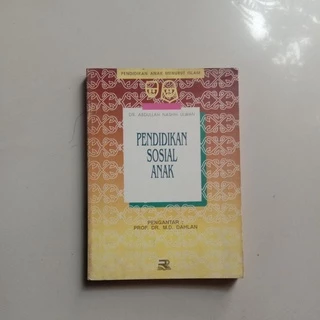 PENDIDIKAN ANAK MENURUT ISLAM
DR. ABDULLAH NASHIH ULWAN
PENDIDIKAN
SOSIAL
ANAK
PENGANTAR :
PROF. DR. M.D. DAHLAN